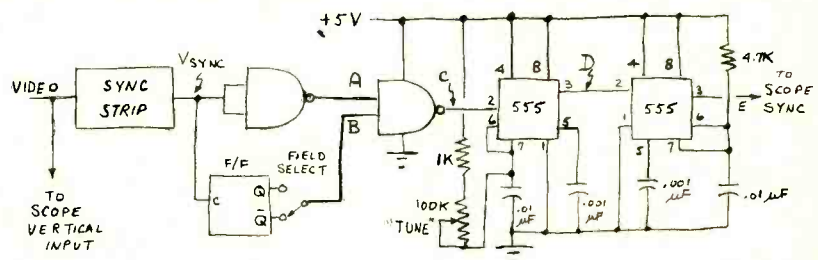 +5V
VIDEO
SYNC
STRIP
VSYNC
A
B
C
D
E
4
8
2
6
555
3
7
1
5
4
8
2
1
555
3
6
5
7
4.7K
TO
SCOPE
SYNC
F/F
C
Q
Q̅
FIELD
SELECT
1K
100K
"TUNE"
.01
µF
.001
µF
.001
µF
.01µF
TO
SCOPE
VERTICAL
INPUT